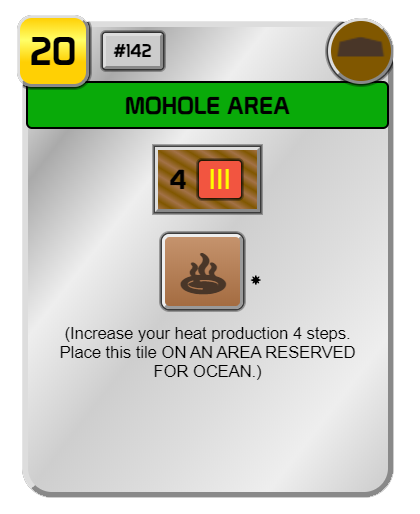 20
#142
MOHOLE AREA
4
*
(Increase your heat production 4 steps.
Place this tile ON AN AREA RESERVED
FOR OCEAN.)